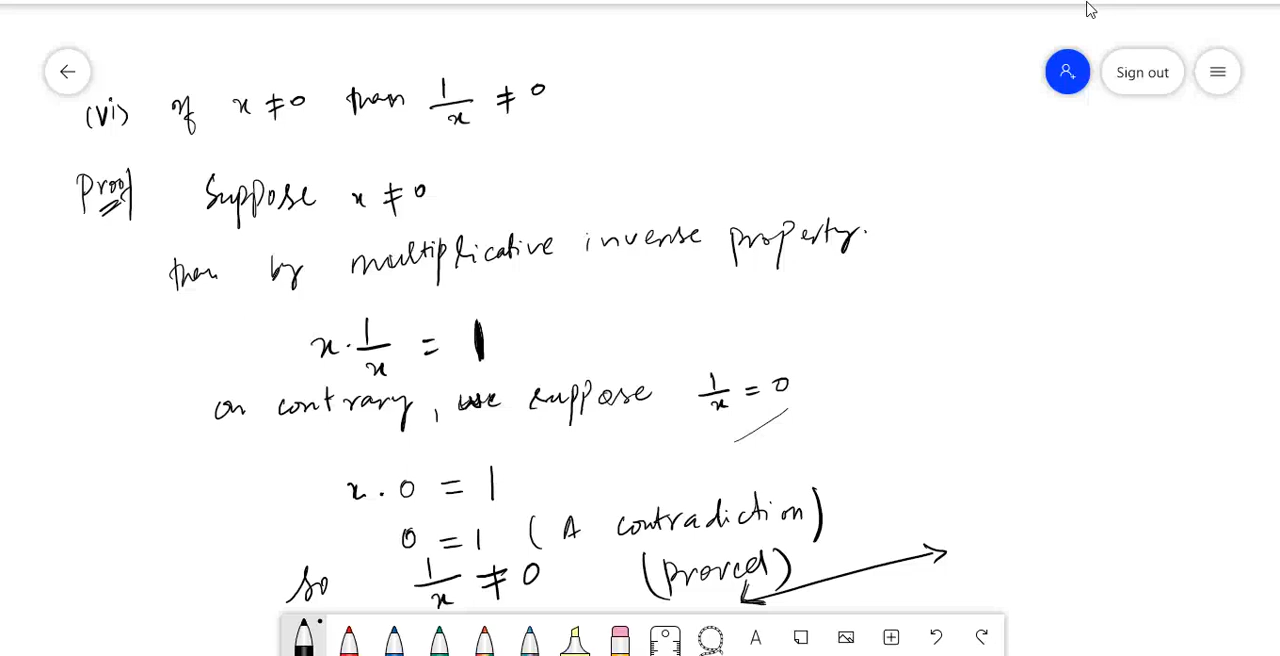 Sign out
(vi) if x ≠ 0 then 1/x ≠ 0
Proof Suppose x ≠ 0
then by multiplicative inverse property.
x · 1/x = 1
on contrary, we suppose 1/x = 0
x . 0 = 1
0 = 1 (A contradiction)
so 1/x ≠ 0 (proved)
A